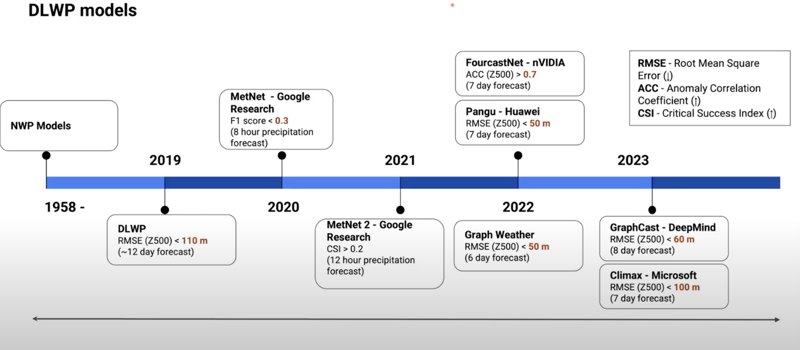 DLWP models
FourcastNet - nVIDIA
ACC (Z500) > 0.7
(7 day forecast)
RMSE - Root Mean Square
Error (↓)
ACC - Anomaly Correlation
Coefficient (↑)
CSI - Critical Success Index (↑)
MetNet - Google
Research
F1 score < 0.3
(8 hour precipitation
forecast)
Pangu - Huawei
RMSE (Z500) < 50 m
(7 day forecast)
NWP Models
2019
2021
2023
1958 -
2020
2022
DLWP
RMSE (Z500) < 110 m
(~12 day forecast)
MetNet 2 - Google
Research
CSI > 0.2
(12 hour precipitation
forecast)
Graph Weather
RMSE (Z500) < 50 m
(6 day forecast)
GraphCast - DeepMind
RMSE (Z500) < 60 m
(8 day forecast)
Climax - Microsoft
RMSE (Z500) < 100 m
(7 day forecast)